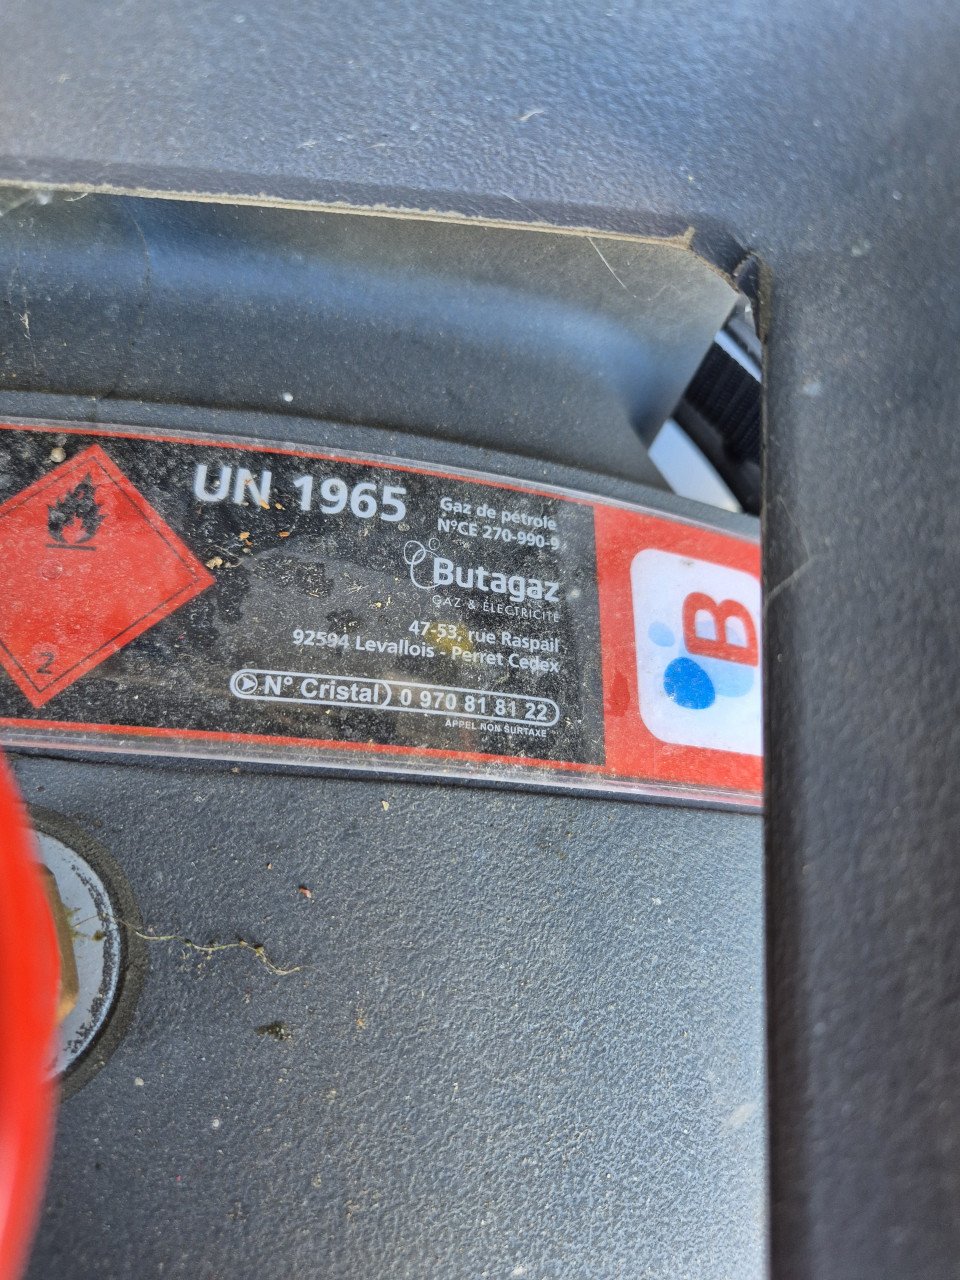 UN 1965
Gaz de pétrole
N°CE 270-990-9
Butagaz
GAZ & ÉLECTRICITÉ
47-53, rue Raspail
92594 Levallois - Perret Cedex
N° Cristal
0 970 81 81 22
APPEL NON SURTAXÉ
2
B